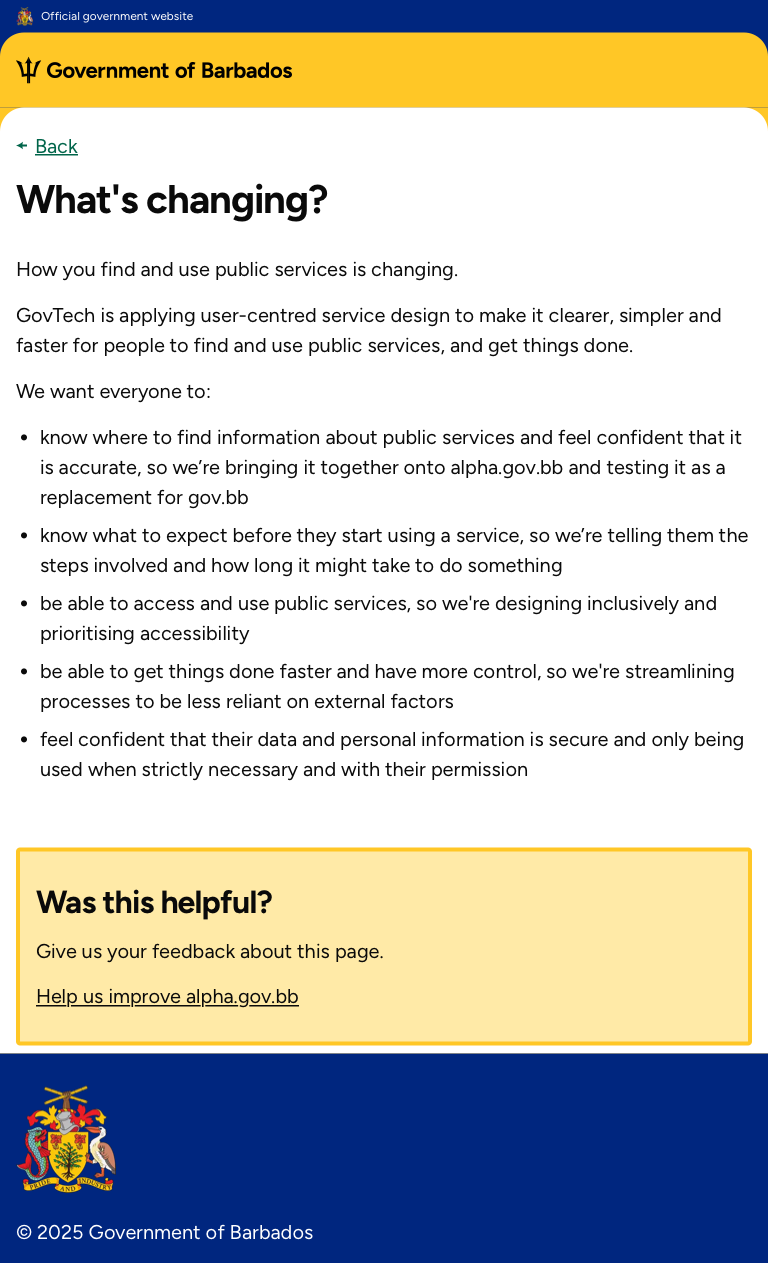 Official government website
Government of Barbados
Back
What's changing?
How you find and use public services is changing.
GovTech is applying user-centred service design to make it clearer, simpler and
faster for people to find and use public services, and get things done.
We want everyone to:
• know where to find information about public services and feel confident that it
is accurate, so we’re bringing it together onto alpha.gov.bb and testing it as a
replacement for gov.bb
• know what to expect before they start using a service, so we’re telling them the
steps involved and how long it might take to do something
• be able to access and use public services, so we're designing inclusively and
prioritising accessibility
• be able to get things done faster and have more control, so we're streamlining
processes to be less reliant on external factors
• feel confident that their data and personal information is secure and only being
used when strictly necessary and with their permission
Was this helpful?
Give us your feedback about this page.
Help us improve alpha.gov.bb
PRIDE AND INDUSTRY
© 2025 Government of Barbados